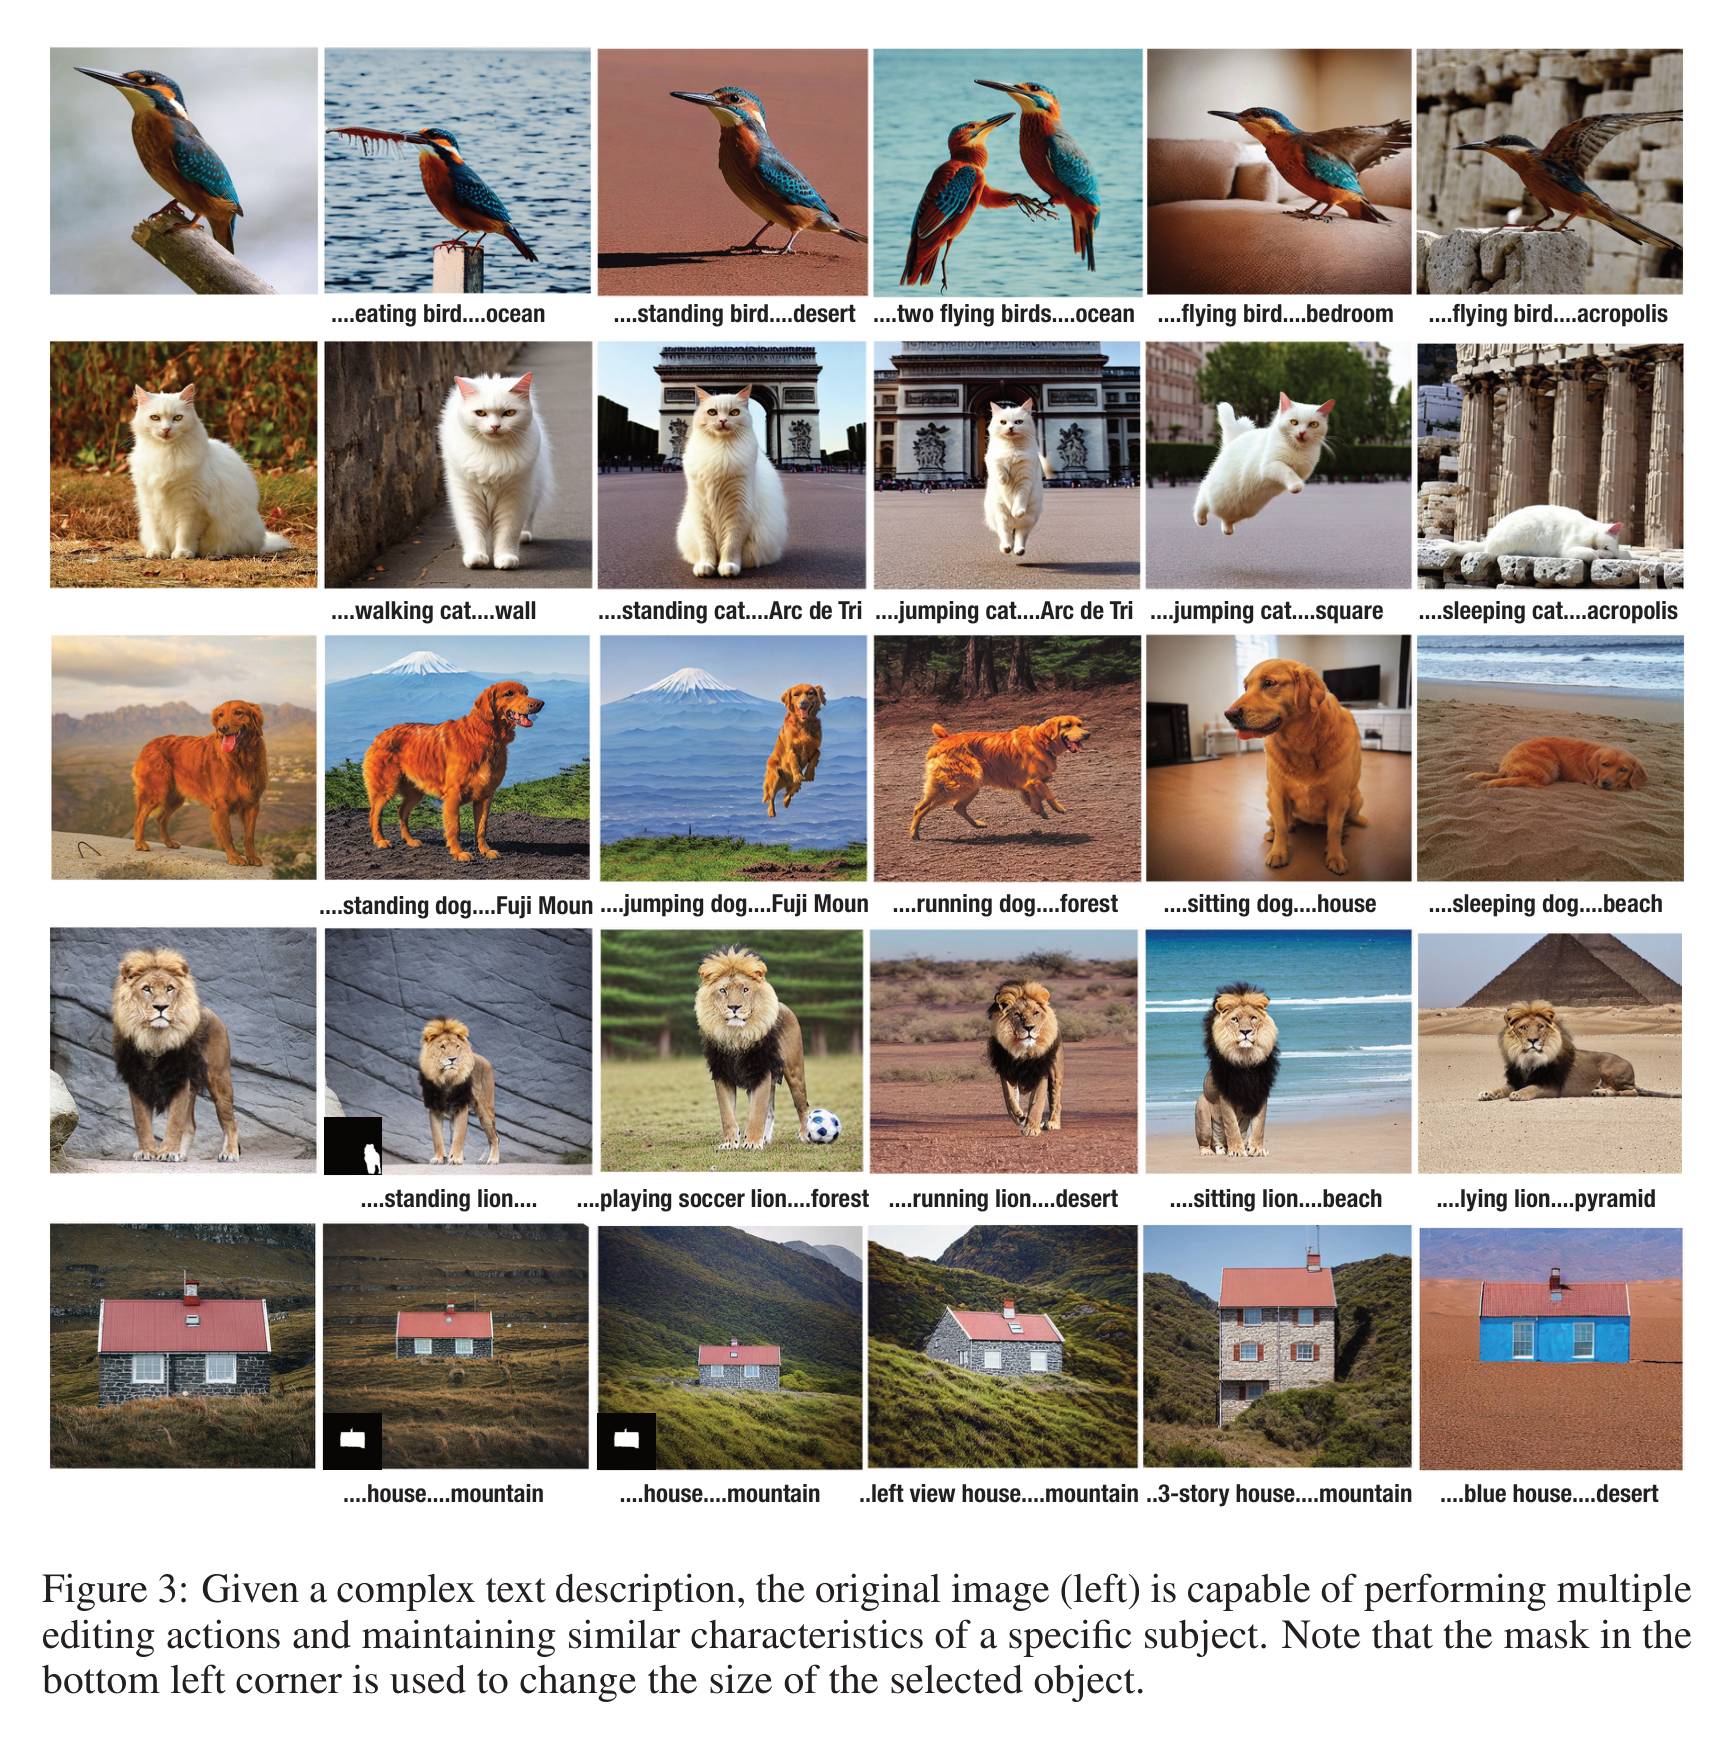 ....eating bird....ocean
....standing bird....desert
....two flying birds....ocean
....flying bird....bedroom
....flying bird....acropolis
....walking cat....wall
....standing cat....Arc de Tri
....jumping cat....Arc de Tri
....jumping cat....square
....sleeping cat....acropolis
....standing dog....Fuji Moun
....jumping dog....Fuji Moun
....running dog....forest
....sitting dog....house
....sleeping dog....beach
....standing lion....
....playing soccer lion....forest
....running lion....desert
....sitting lion....beach
....lying lion....pyramid
....house....mountain
....house....mountain
..left view house....mountain
..3-story house....mountain
....blue house....desert
Figure 3: Given a complex text description, the original image (left) is capable of performing multiple
editing actions and maintaining similar characteristics of a specific subject. Note that the mask in the
bottom left corner is used to change the size of the selected object.